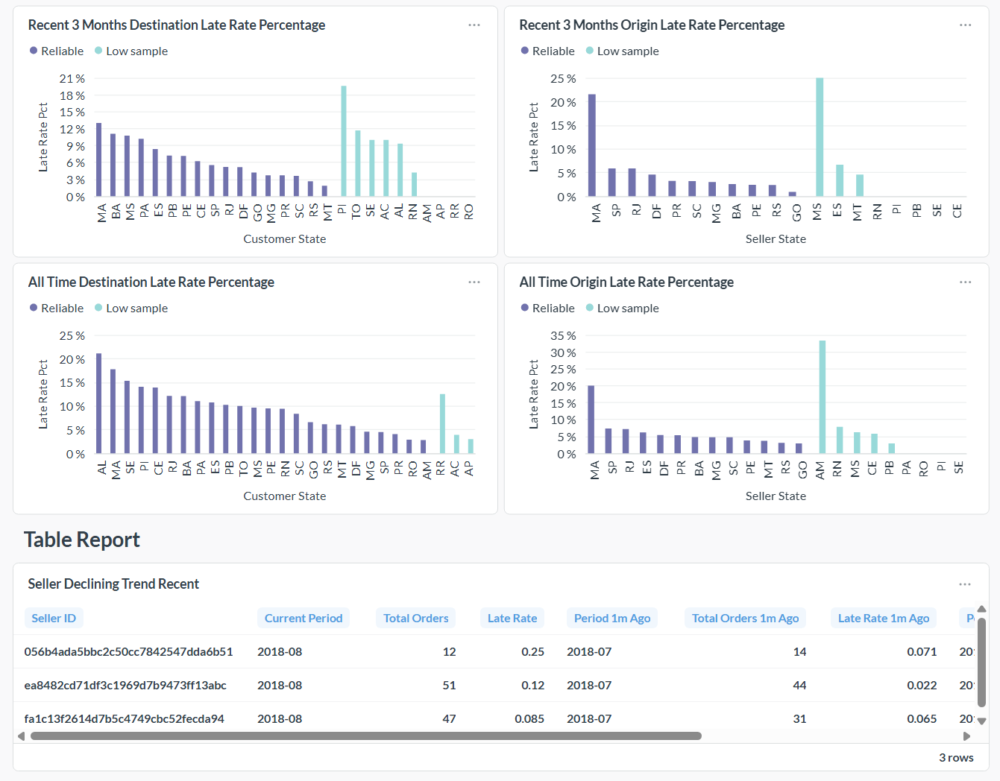 Recent 3 Months Destination Late Rate Percentage
Reliable Low sample
21 %
18 %
15 %
12 %
9 %
6 %
3 %
0 %
Late Rate Pct
MA BA MS PA ES PB PE CE SP RJ DF GO MG PR SC RS MT PI TO SE AC AL RN AM AP RR RO
Customer State
Recent 3 Months Origin Late Rate Percentage
Reliable Low sample
25 %
20 %
15 %
10 %
5 %
0 %
Late Rate Pct
MA SP RJ DF PR SC MG BA PE RS GO MS ES MT RN PI PB SE CE
Seller State
All Time Destination Late Rate Percentage
Reliable Low sample
25 %
20 %
15 %
10 %
5 %
0 %
Late Rate Pct
AL MA SE PI CE RJ BA PA ES PB TO MS PE RN SC GO RS MT DF MG SP PR RO AM RR AC AP
Customer State
All Time Origin Late Rate Percentage
Reliable Low sample
35 %
30 %
25 %
20 %
15 %
10 %
5 %
0 %
Late Rate Pct
MA SP RJ ES DF PR BA MG SC PE MT RS GO AM RN MS CE PB PA RO PI SE
Seller State
Table Report
Seller Declining Trend Recent
Seller ID Current Period Total Orders Late Rate Period 1m Ago Total Orders 1m Ago Late Rate 1m Ago
056b4ada5bbc2c50cc7842547dda6b51 2018-08 12 0.25 2018-07 14 0.071 20
ea8482cd71df3c1969d7b9473ff13abc 2018-08 51 0.12 2018-07 44 0.022 20
fa1c13f2614d7b5c4749cbc52fecda94 2018-08 47 0.085 2018-07 31 0.065 20
3 rows